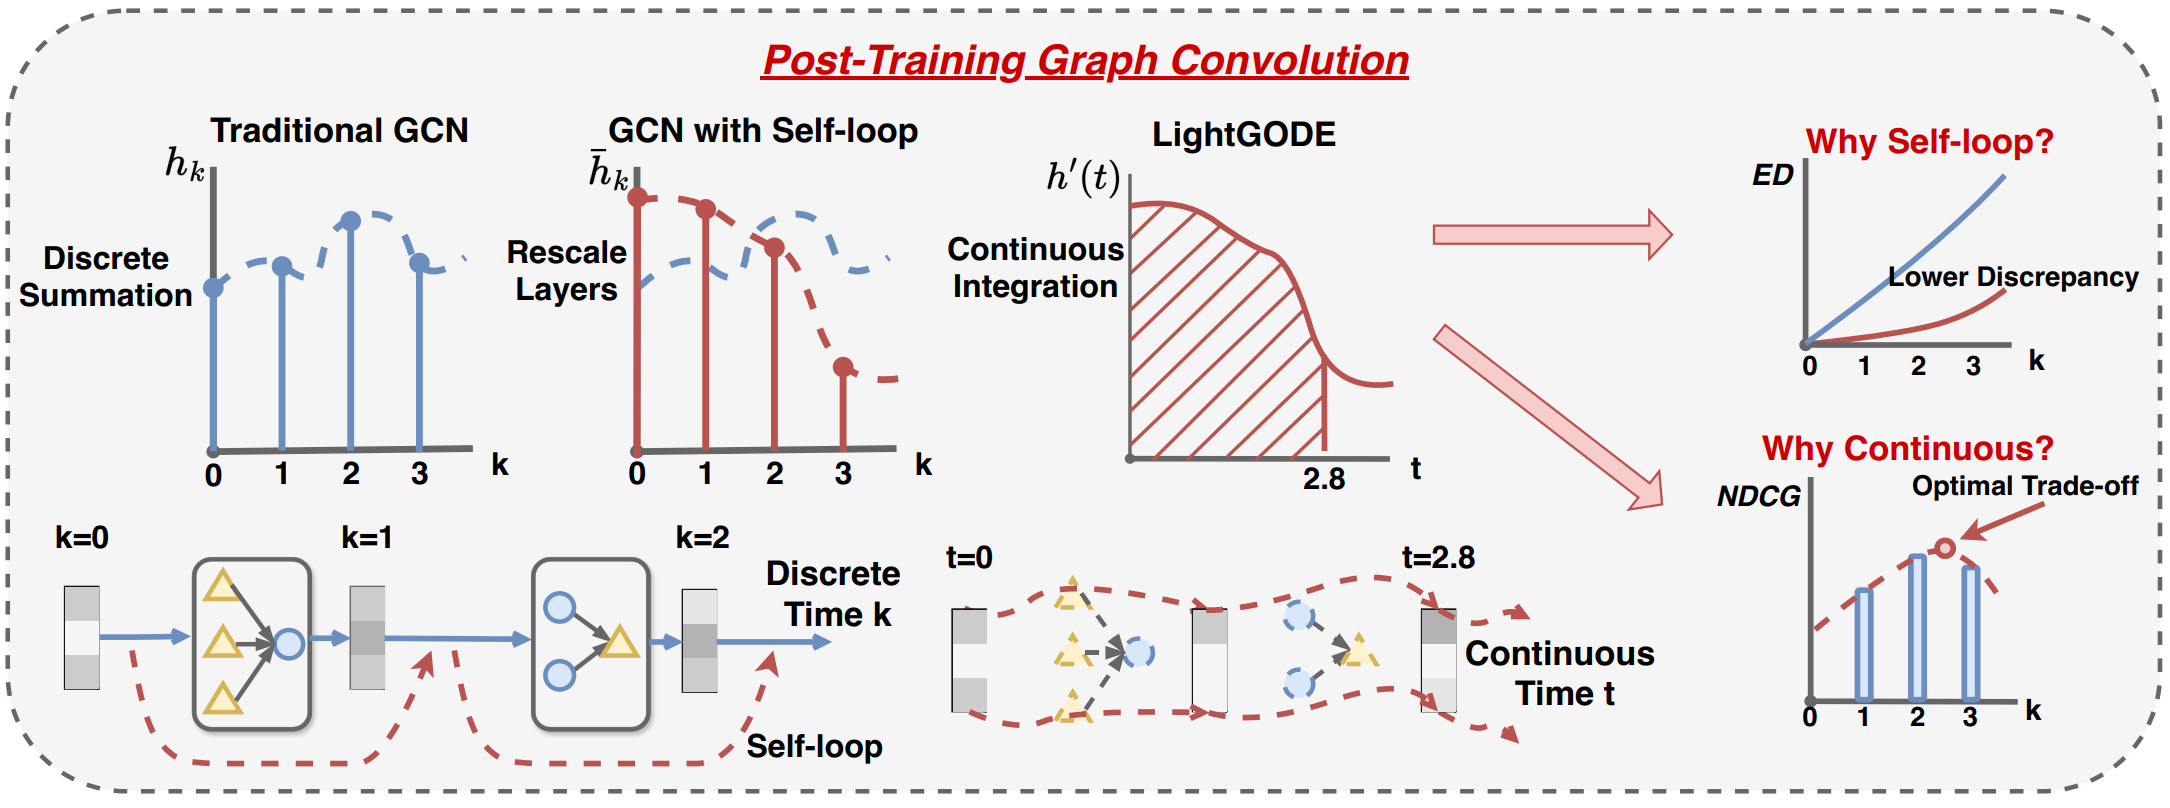 Post-Training Graph Convolution
Traditional GCN
h_k
Discrete
Summation
0 1 2 3 k
GCN with Self-loop
h̄_k
Rescale
Layers
0 1 2 3 k
LightGODE
h′(t)
Continuous
Integration
2.8 t
Why Self-loop?
ED
Lower Discrepancy
0 1 2 3 k
Why Continuous?
NDCG
Optimal Trade-off
0 1 2 3 k
k=0
k=1
k=2
Discrete
Time k
Self-loop
t=0
t=2.8
Continuous
Time t